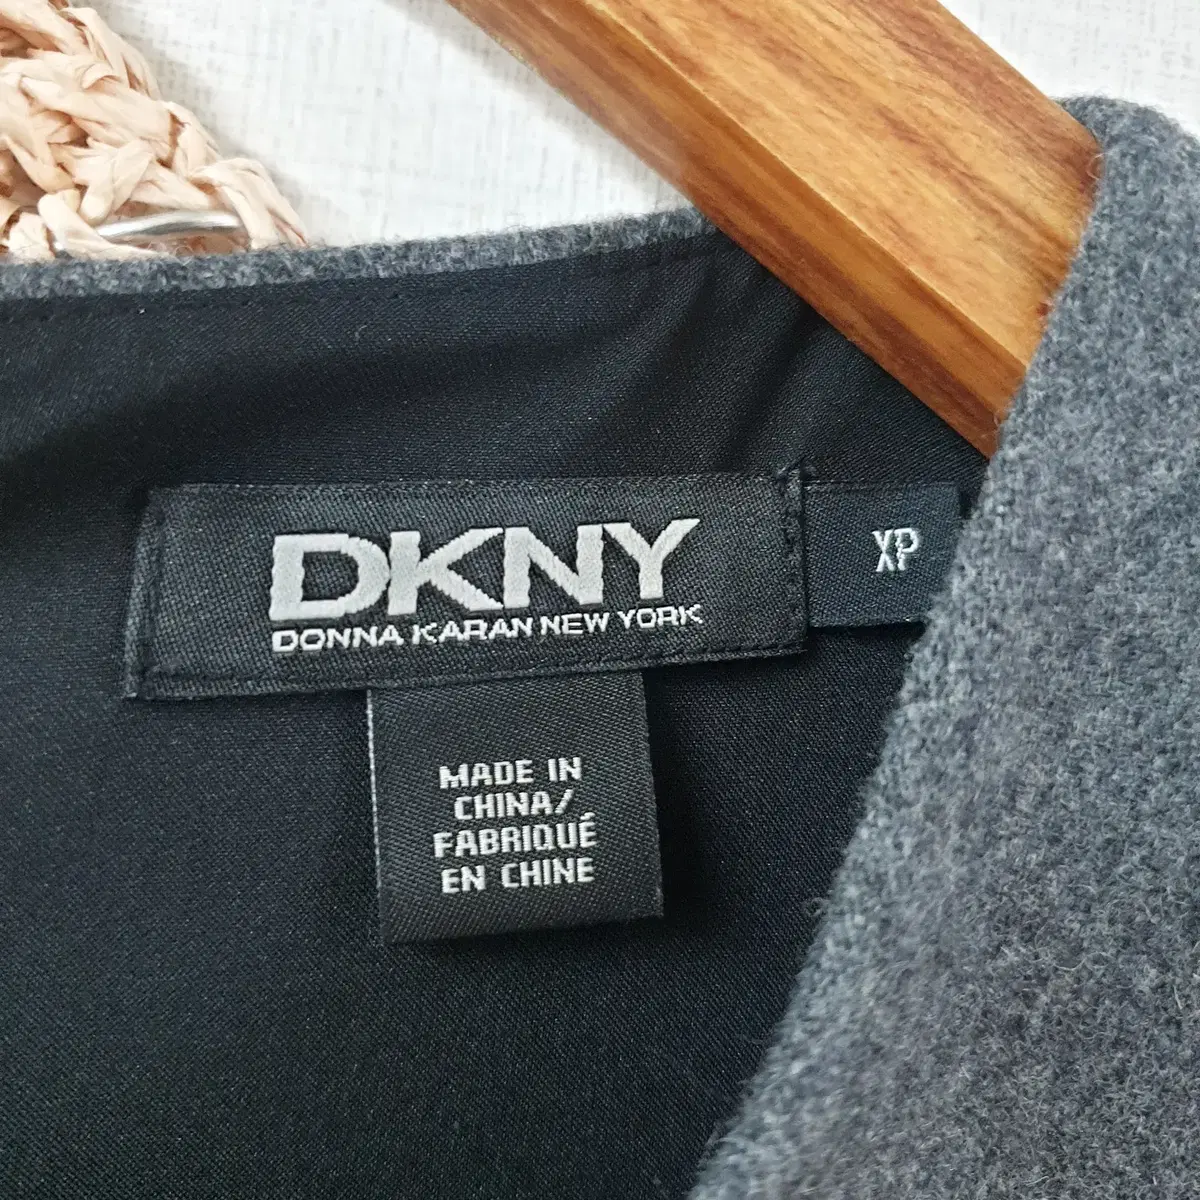 DKNY
DONNA KARAN NEW YORK
XP
MADE IN
CHINA/
FABRIQUÉ
EN CHINE